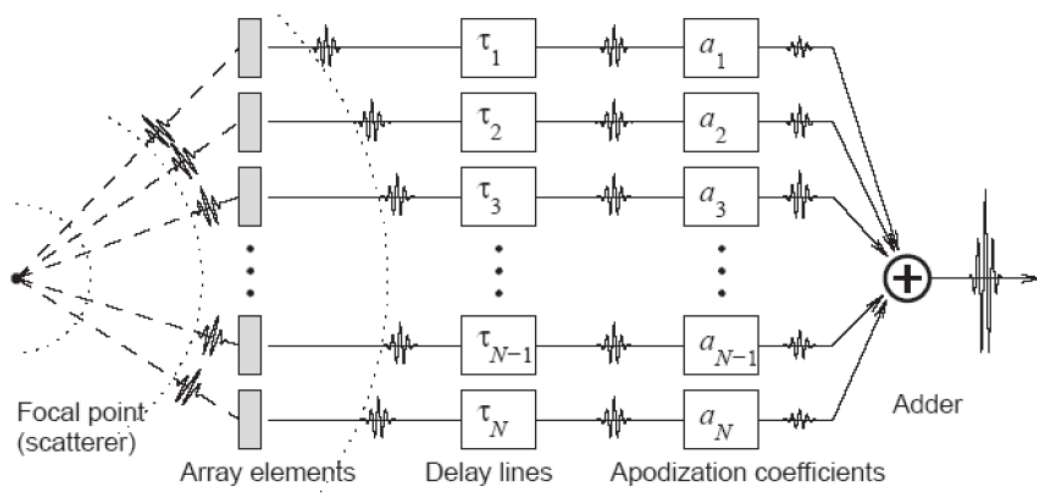 τ1
a1
τ2
a2
τ3
a3
τN−1
aN−1
τN
aN
Focal point
(scatterer)
Array elements
Delay lines
Apodization coefficients
Adder